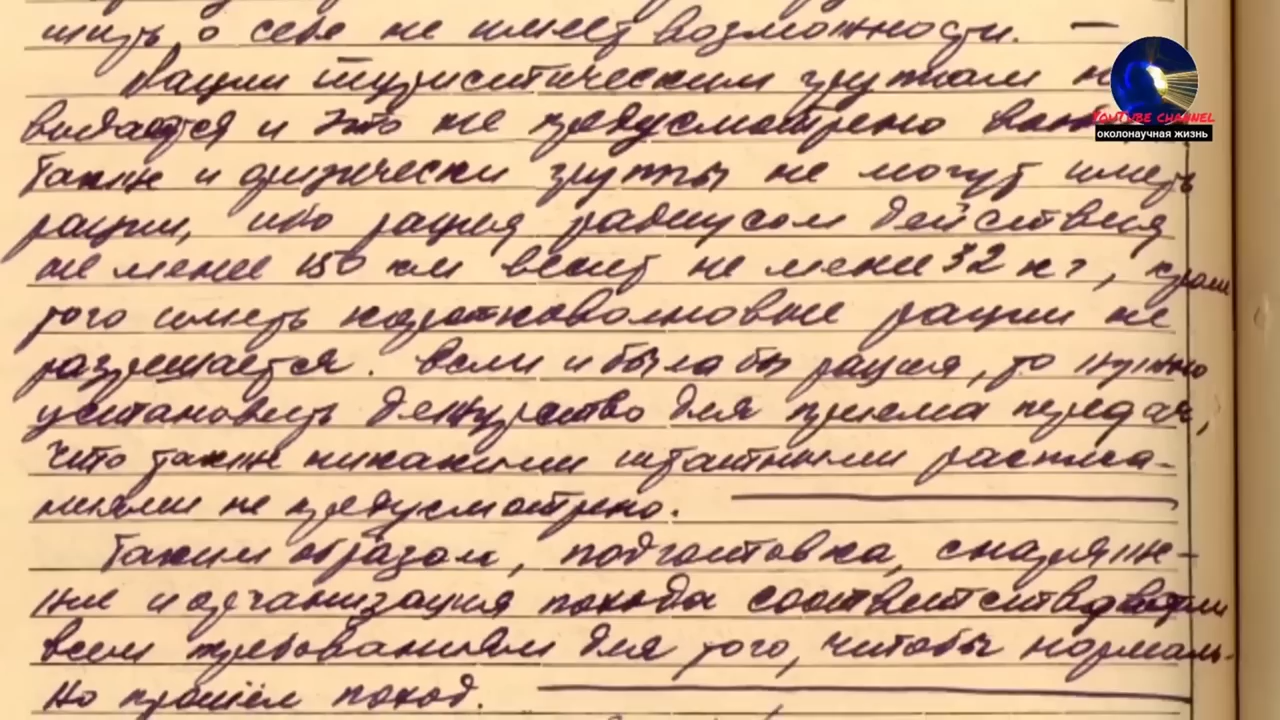 шить о себе не имеет возможности. —
Рации туристическим группам не
YouTube channel
околонаучная жизнь
выдается и это не предусмотрено
также и физически группы не могут иметь
рации, ибо рация радиусом действия
не менее 150 км весит не менее 32 кг, кроме
того иметь коротковолновые рации не
разрешается. Если и была бы рация, то нужно
установить дежурство для приема передач,
что также никакими штатными расписа-
ниями не предусмотрено.
Таким образом, подготовка, снаряже-
ние и организация похода соответствовали
всем требованиям для того, чтобы нормаль-
но прошёл поход.